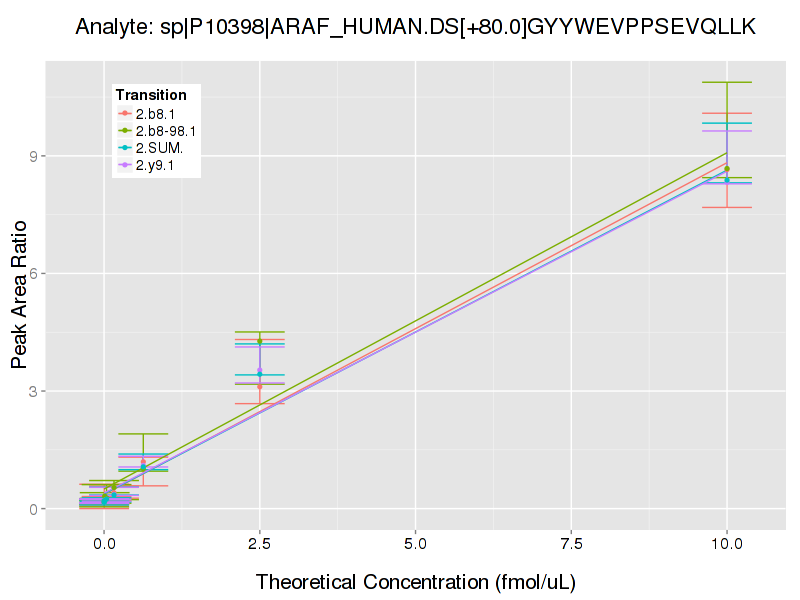 Analyte: sp|P10398|ARAF_HUMAN.DS[+80.0]GYYWEVPPSEVQLLK
Transition
2.b8.1
2.b8-98.1
2.SUM.
2.y9.1
Peak Area Ratio
9
6
3
0
0.0 2.5 5.0 7.5 10.0
Theoretical Concentration (fmol/uL)